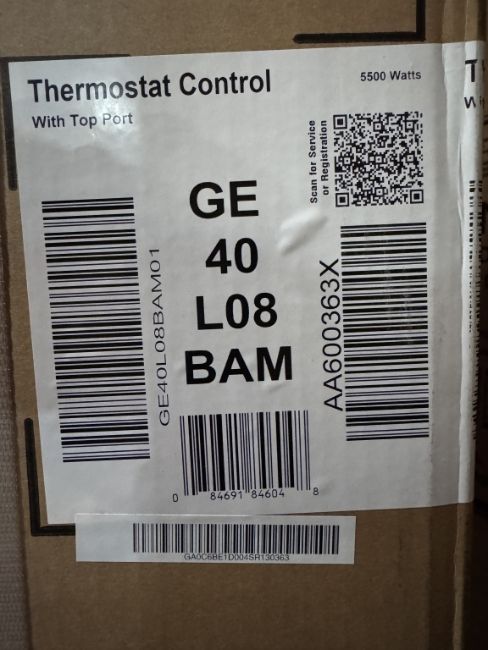 Thermostat Control
5500 Watts
With Top Port
Scan for Service
or Registration
GE
40
L08
BAM
GE40L08BAM01
AA600363X
0 84691 84604 8
GA0C6BE1D004SR130363